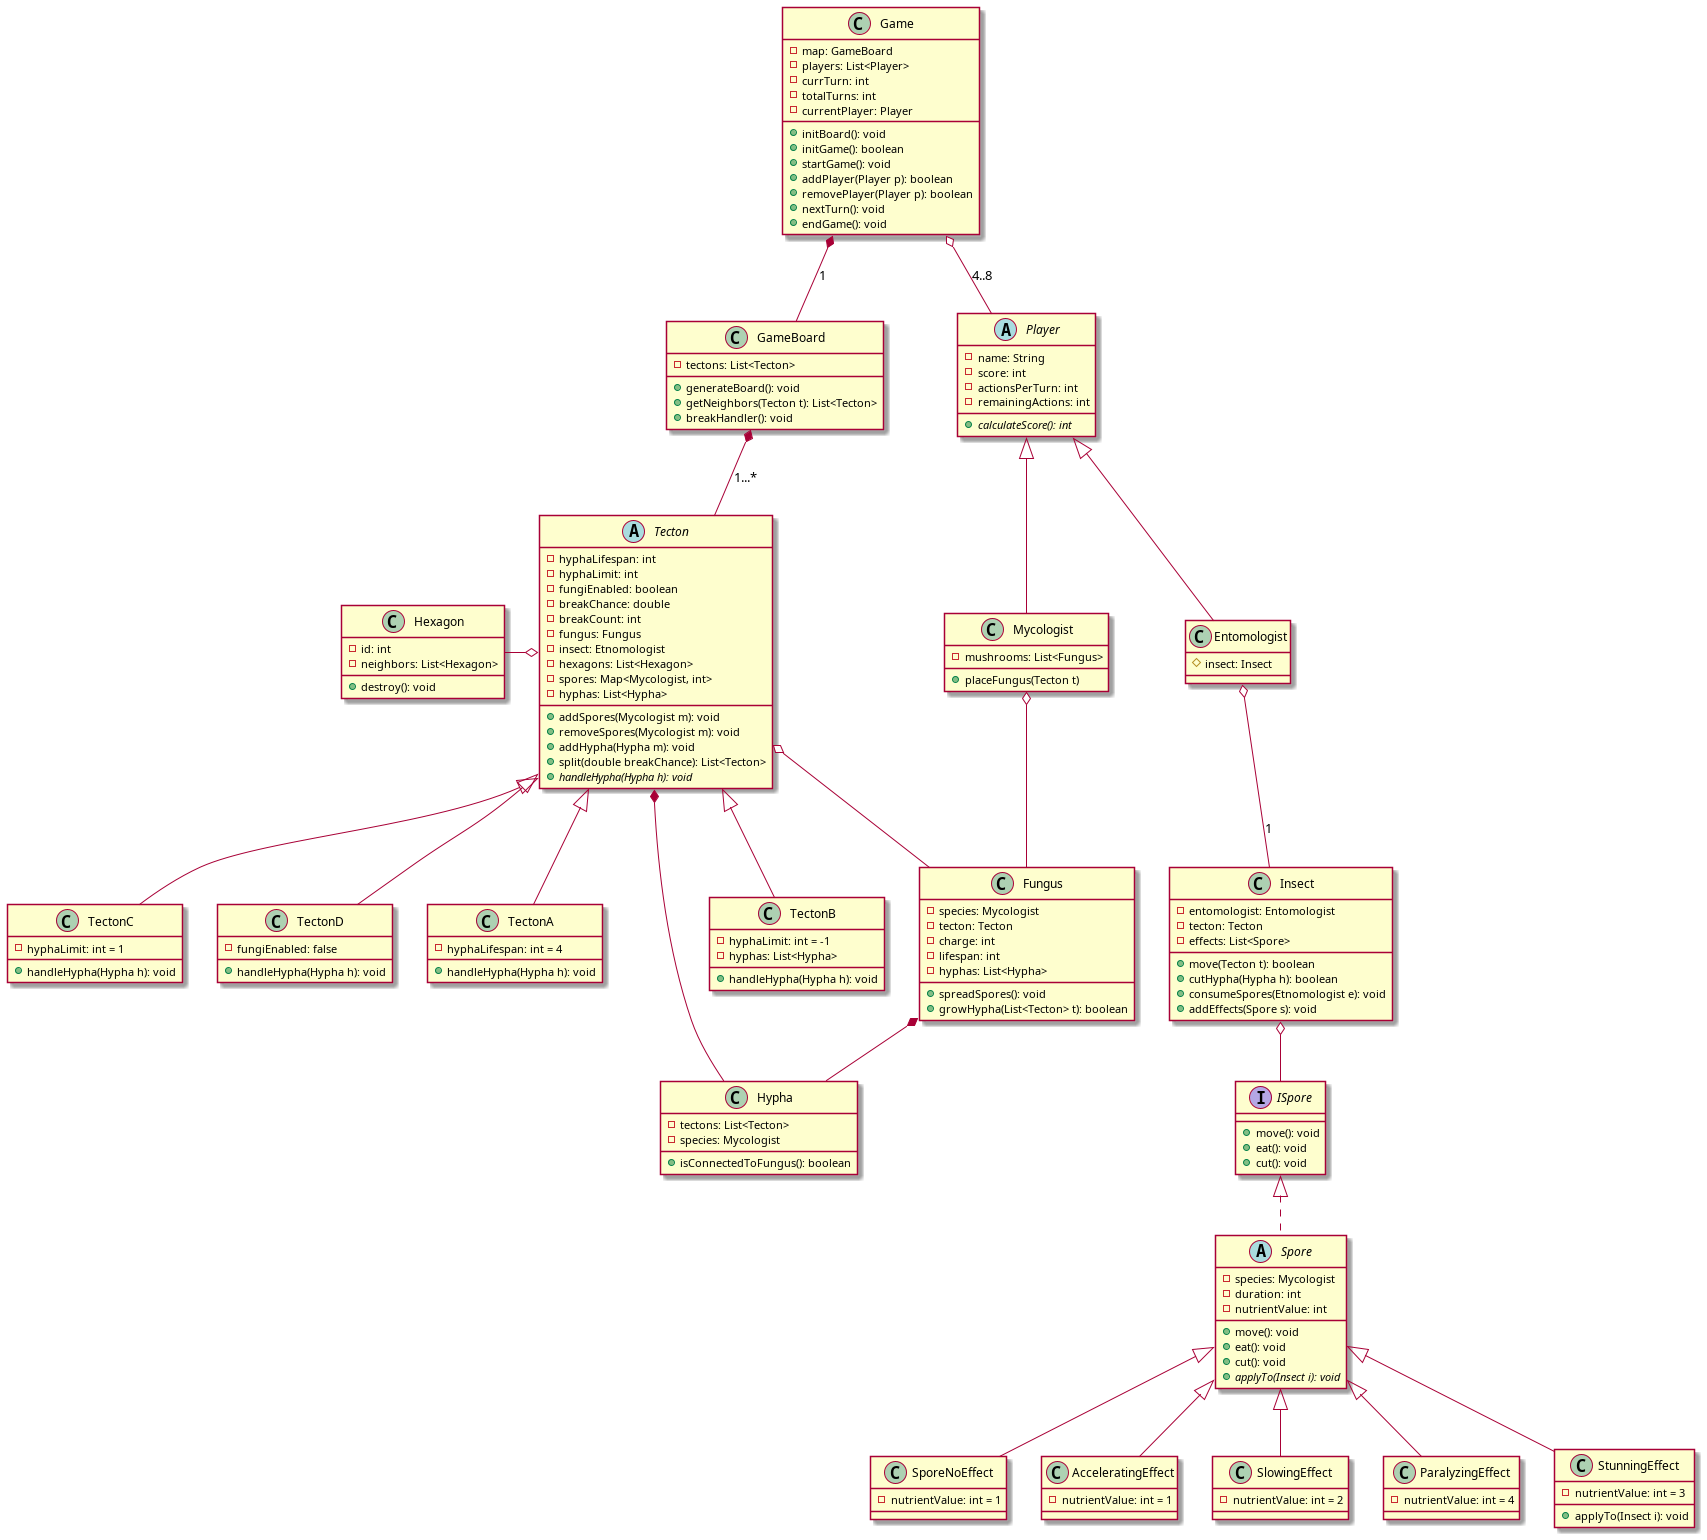 C Game
map: GameBoard
players: List<Player>
currTurn: int
totalTurns: int
currentPlayer: Player
initBoard(): void
initGame(): boolean
startGame(): void
addPlayer(Player p): boolean
removePlayer(Player p): boolean
nextTurn(): void
endGame(): void
1
4..8
C GameBoard
tectons: List<Tecton>
generateBoard(): void
getNeighbors(Tecton t): List<Tecton>
breakHandler(): void
A Player
name: String
score: int
actionsPerTurn: int
remainingActions: int
calculateScore(): int
1...*
A Tecton
hyphaLifespan: int
hyphaLimit: int
fungiEnabled: boolean
breakChance: double
breakCount: int
fungus: Fungus
insect: Etnomologist
hexagons: List<Hexagon>
spores: Map<Mycologist, int>
hyphas: List<Hypha>
addSpores(Mycologist m): void
removeSpores(Mycologist m): void
addHypha(Hypha m): void
split(double breakChance): List<Tecton>
handleHypha(Hypha h): void
C Hexagon
id: int
neighbors: List<Hexagon>
destroy(): void
C Mycologist
mushrooms: List<Fungus>
placeFungus(Tecton t)
C Entomologist
insect: Insect
1
C TectonC
hyphaLimit: int = 1
handleHypha(Hypha h): void
C TectonD
fungiEnabled: false
handleHypha(Hypha h): void
C TectonA
hyphaLifespan: int = 4
handleHypha(Hypha h): void
C TectonB
hyphaLimit: int = -1
hyphas: List<Hypha>
handleHypha(Hypha h): void
C Fungus
species: Mycologist
tecton: Tecton
charge: int
lifespan: int
hyphas: List<Hypha>
spreadSpores(): void
growHypha(List<Tecton> t): boolean
C Insect
entomologist: Entomologist
tecton: Tecton
effects: List<Spore>
move(Tecton t): boolean
cutHypha(Hypha h): boolean
consumeSpores(Etnomologist e): void
addEffects(Spore s): void
C Hypha
tectons: List<Tecton>
species: Mycologist
isConnectedToFungus(): boolean
I ISpore
move(): void
eat(): void
cut(): void
A Spore
species: Mycologist
duration: int
nutrientValue: int
move(): void
eat(): void
cut(): void
applyTo(Insect i): void
C SporeNoEffect
nutrientValue: int = 1
C AcceleratingEffect
nutrientValue: int = 1
C SlowingEffect
nutrientValue: int = 2
C ParalyzingEffect
nutrientValue: int = 4
C StunningEffect
nutrientValue: int = 3
applyTo(Insect i): void